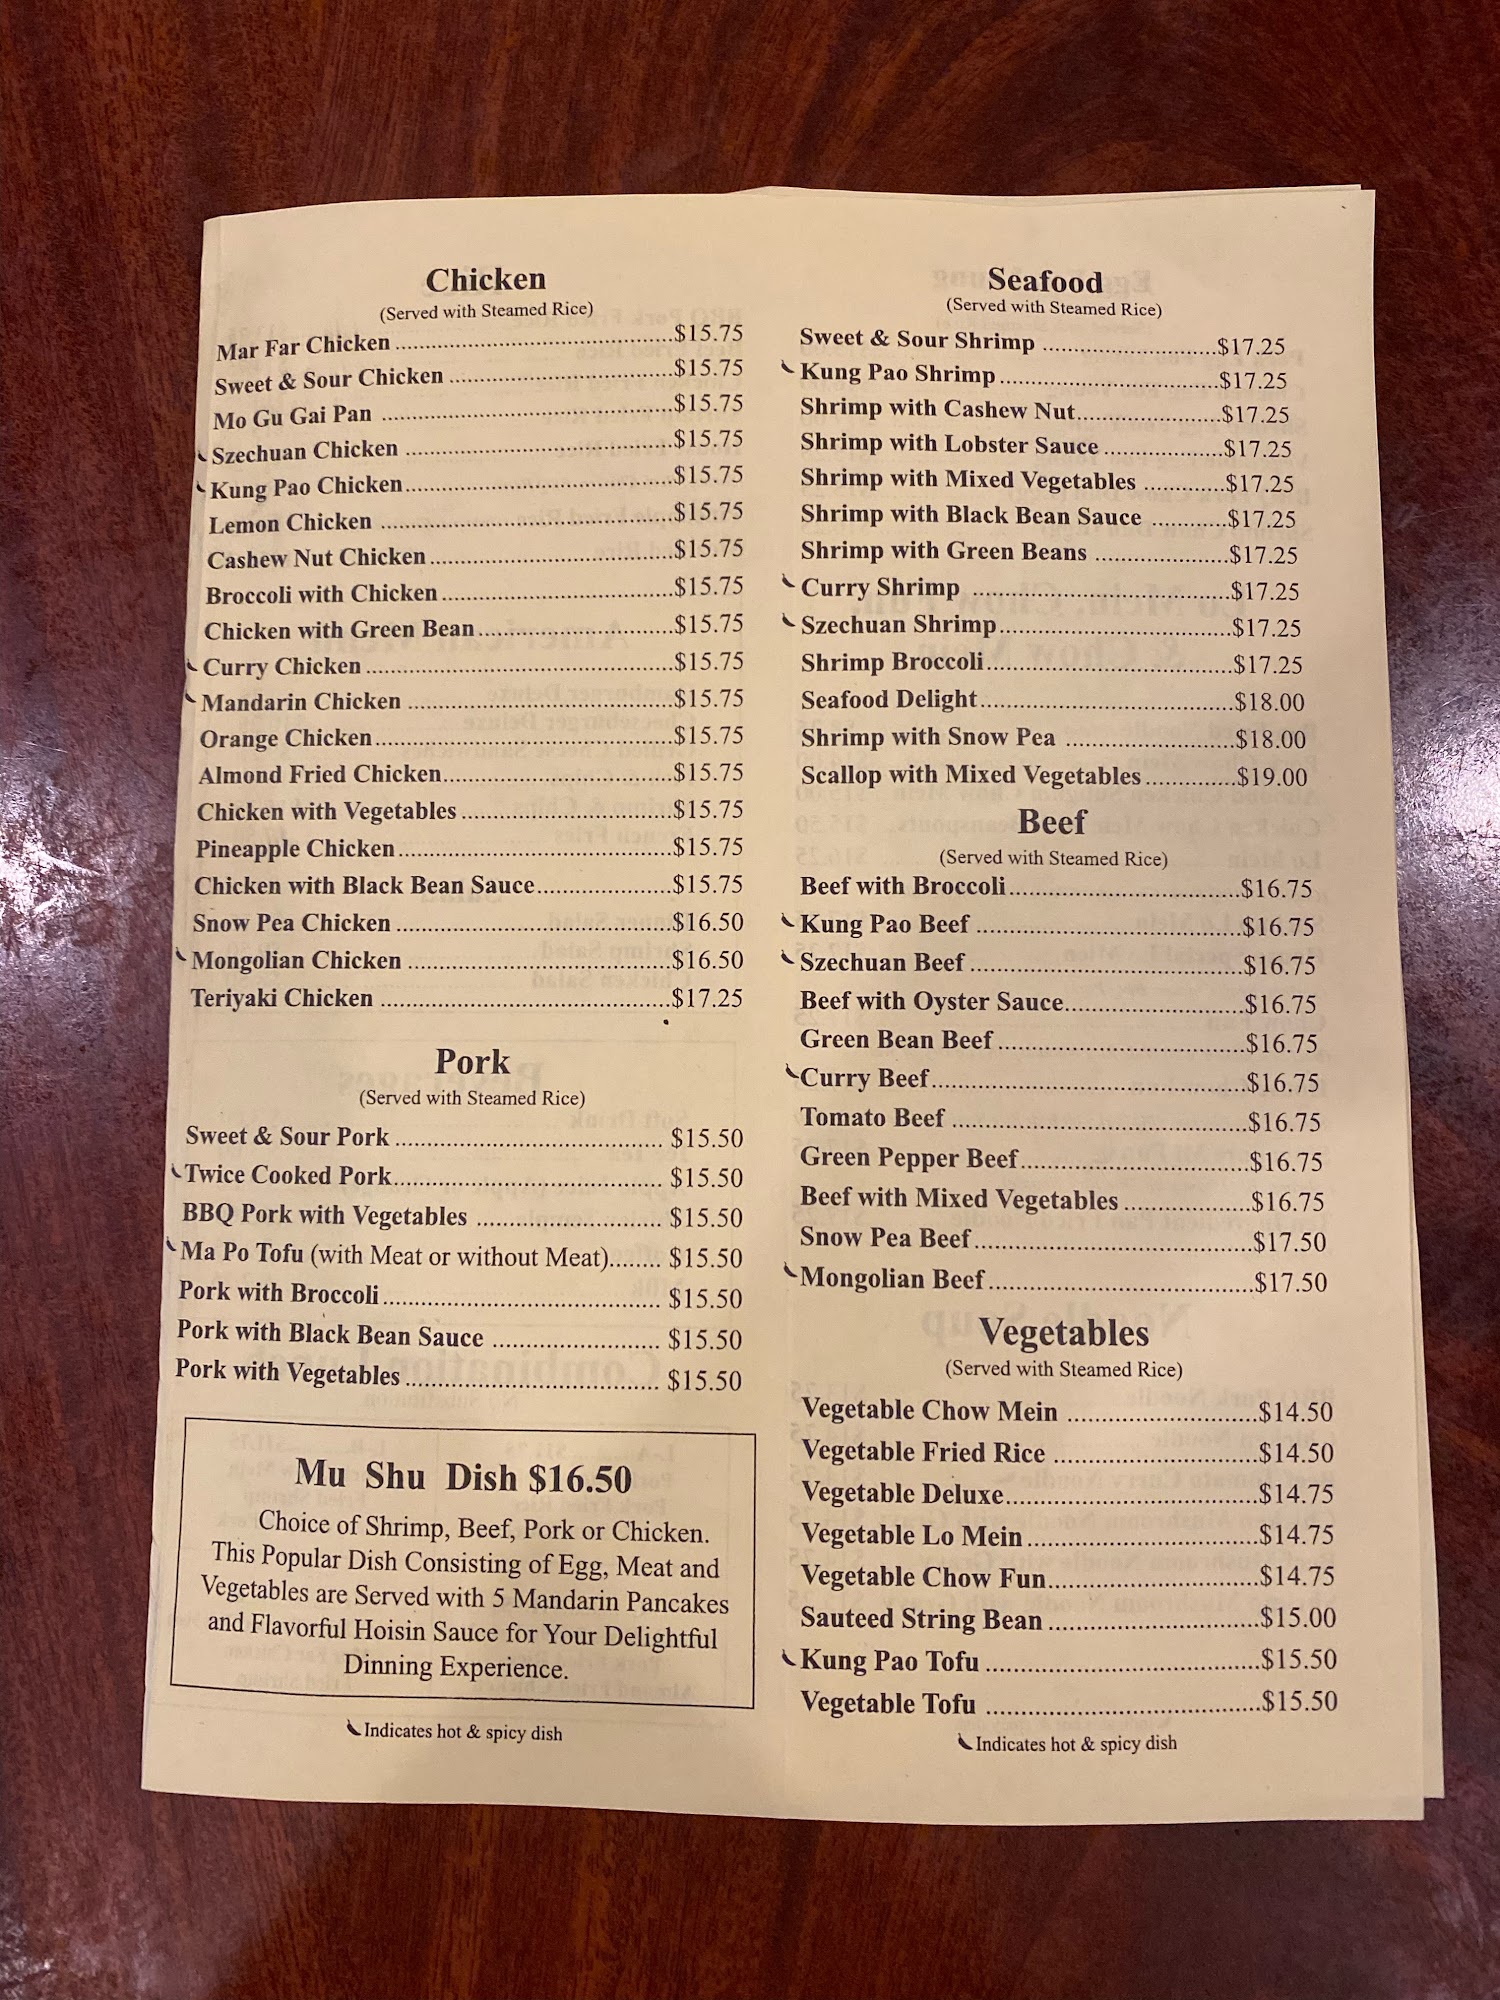 Chicken
(Served with Steamed Rice)
Mar Far Chicken ........ $15.75
Sweet & Sour Chicken ........ $15.75
Mo Gu Gai Pan ........ $15.75
Szechuan Chicken ........ $15.75
Kung Pao Chicken ........ $15.75
Lemon Chicken ........ $15.75
Cashew Nut Chicken ........ $15.75
Broccoli with Chicken ........ $15.75
Chicken with Green Bean ........ $15.75
Curry Chicken ........ $15.75
Mandarin Chicken ........ $15.75
Orange Chicken ........ $15.75
Almond Fried Chicken ........ $15.75
Chicken with Vegetables ........ $15.75
Pineapple Chicken ........ $15.75
Chicken with Black Bean Sauce ........ $15.75
Snow Pea Chicken ........ $16.50
Mongolian Chicken ........ $16.50
Teriyaki Chicken ........ $17.25
Pork
(Served with Steamed Rice)
Sweet & Sour Pork ........ $15.50
Twice Cooked Pork ........ $15.50
BBQ Pork with Vegetables ........ $15.50
Ma Po Tofu (with Meat or without Meat) ........ $15.50
Pork with Broccoli ........ $15.50
Pork with Black Bean Sauce ........ $15.50
Pork with Vegetables ........ $15.50
Mu Shu Dish $16.50
Choice of Shrimp, Beef, Pork or Chicken.
This Popular Dish Consisting of Egg, Meat and
Vegetables are Served with 5 Mandarin Pancakes
and Flavorful Hoisin Sauce for Your Delightful
Dinning Experience.
Indicates hot & spicy dish
Seafood
(Served with Steamed Rice)
Sweet & Sour Shrimp ........ $17.25
Kung Pao Shrimp ........ $17.25
Shrimp with Cashew Nut ........ $17.25
Shrimp with Lobster Sauce ........ $17.25
Shrimp with Mixed Vegetables ........ $17.25
Shrimp with Black Bean Sauce ........ $17.25
Shrimp with Green Beans ........ $17.25
Curry Shrimp ........ $17.25
Szechuan Shrimp ........ $17.25
Shrimp Broccoli ........ $17.25
Seafood Delight ........ $18.00
Shrimp with Snow Pea ........ $18.00
Scallop with Mixed Vegetables ........ $19.00
Beef
(Served with Steamed Rice)
Beef with Broccoli ........ $16.75
Kung Pao Beef ........ $16.75
Szechuan Beef ........ $16.75
Beef with Oyster Sauce ........ $16.75
Green Bean Beef ........ $16.75
Curry Beef ........ $16.75
Tomato Beef ........ $16.75
Green Pepper Beef ........ $16.75
Beef with Mixed Vegetables ........ $16.75
Snow Pea Beef ........ $17.50
Mongolian Beef ........ $17.50
Vegetables
(Served with Steamed Rice)
Vegetable Chow Mein ........ $14.50
Vegetable Fried Rice ........ $14.50
Vegetable Deluxe ........ $14.75
Vegetable Lo Mein ........ $14.75
Vegetable Chow Fun ........ $14.75
Sauteed String Bean ........ $15.00
Kung Pao Tofu ........ $15.50
Vegetable Tofu ........ $15.50
Indicates hot & spicy dish